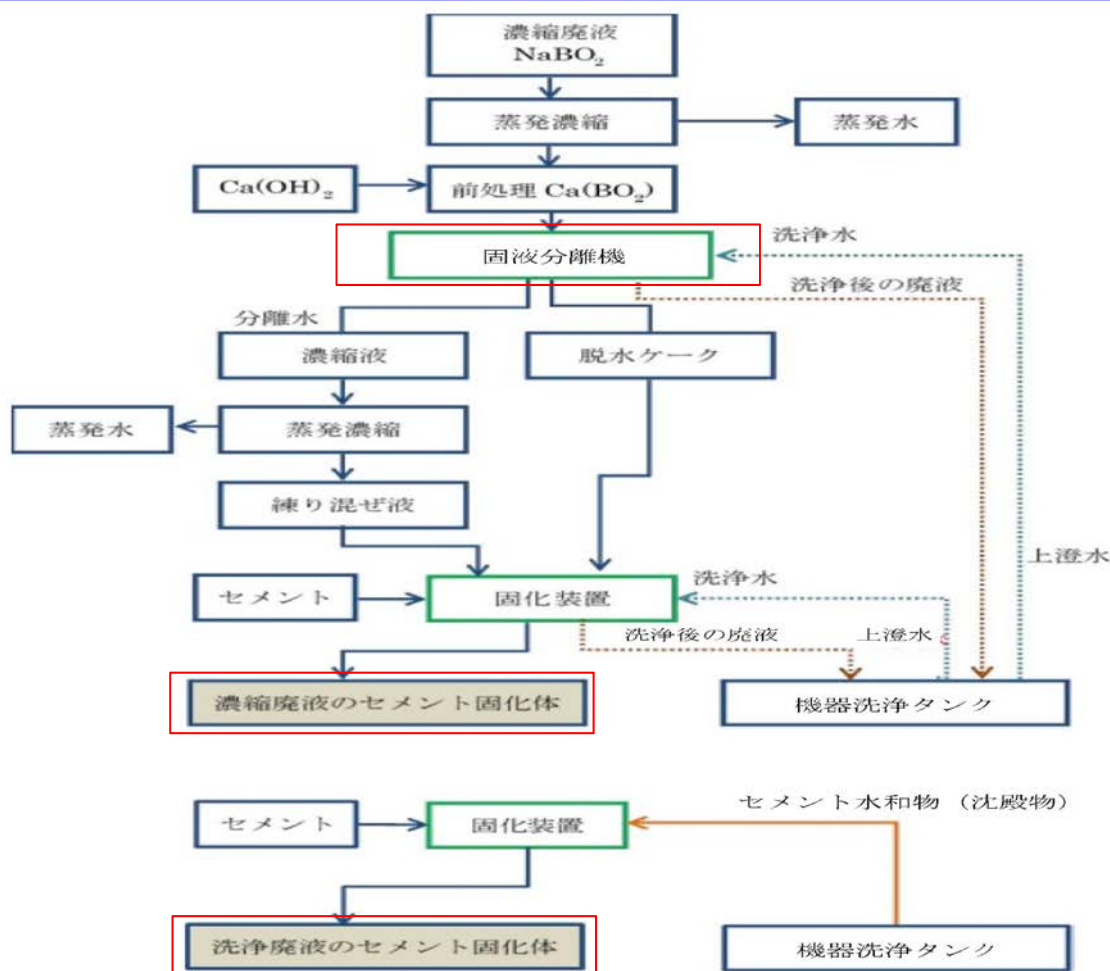 濃縮廃液
NaBO₂
蒸発濃縮
蒸発水
Ca(OH)₂
前処理 Ca(BO₂)
固液分離機
洗浄水
洗浄後の廃液
分離水
濃縮液
脱水ケーク
蒸発水
蒸発濃縮
練り混ぜ液
上澄水
セメント
固化装置
洗浄水
洗浄後の廃液
上澄水
濃縮廃液のセメント固化体
機器洗浄タンク
セメント水和物（沈殿物）
セメント
固化装置
洗浄廃液のセメント固化体
機器洗浄タンク